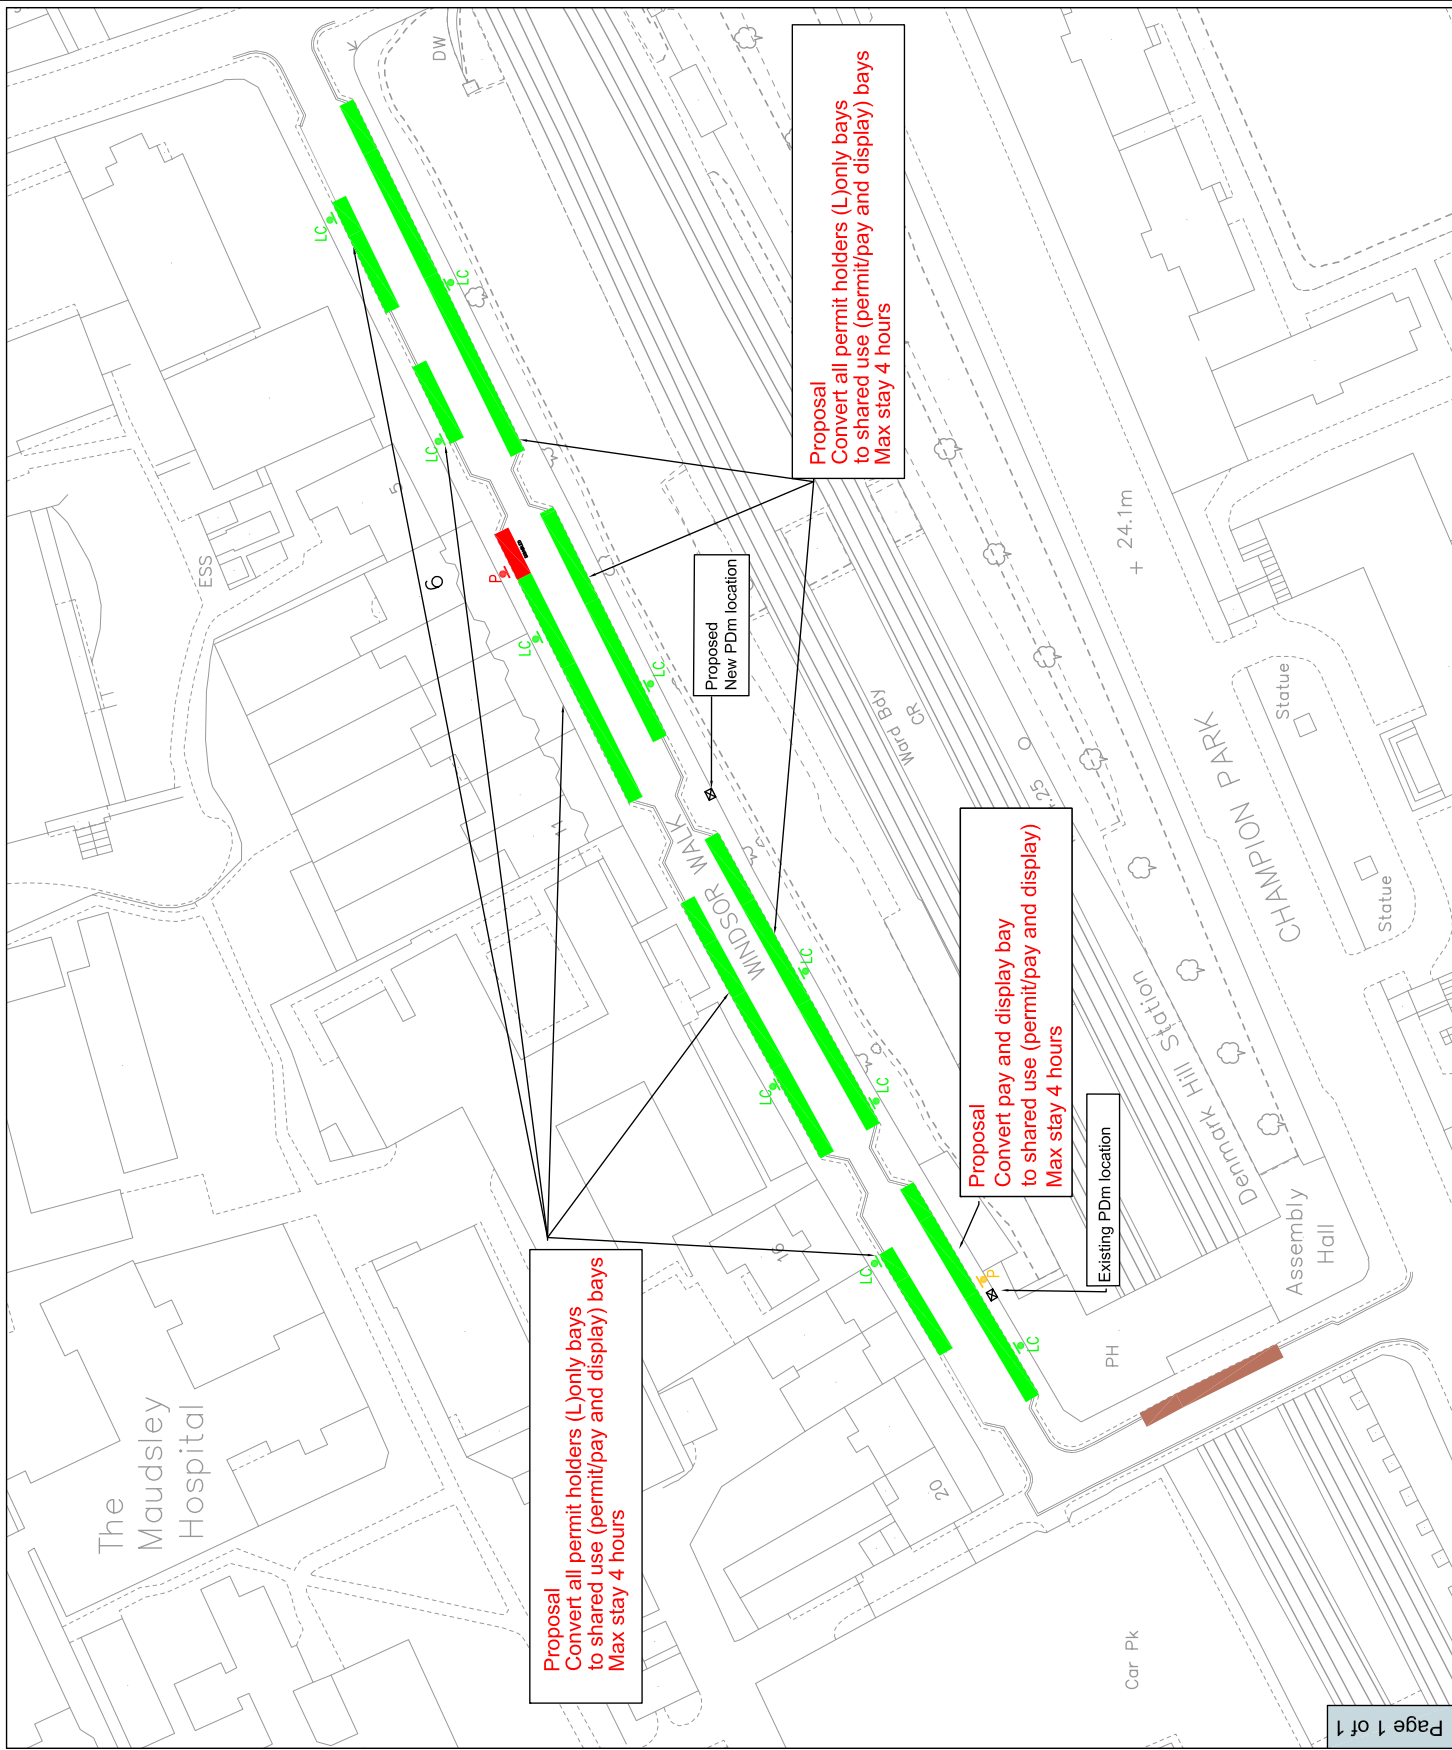 The
Maudsley
Hospital
ESS
DW
LC
LC
LC
LC
LC
LC
LC
LC
LC
LC
LC
P
P
5
9
11
16
20
WINDSOR WALK
Proposal
Convert all permit holders (L)only bays
to shared use (permit/pay and display) bays
Max stay 4 hours
Proposal
Convert all permit holders (L)only bays
to shared use (permit/pay and display) bays
Max stay 4 hours
Proposed
New PDm location
Proposal
Convert pay and display bay
to shared use (permit/pay and display)
Max stay 4 hours
Existing PDm location
Ward Bdy
CR
24.1m
Denmark Hill Station
CHAMPION PARK
Statue
Statue
Assembly
Hall
PH
Car Pk
Page 1 of 1